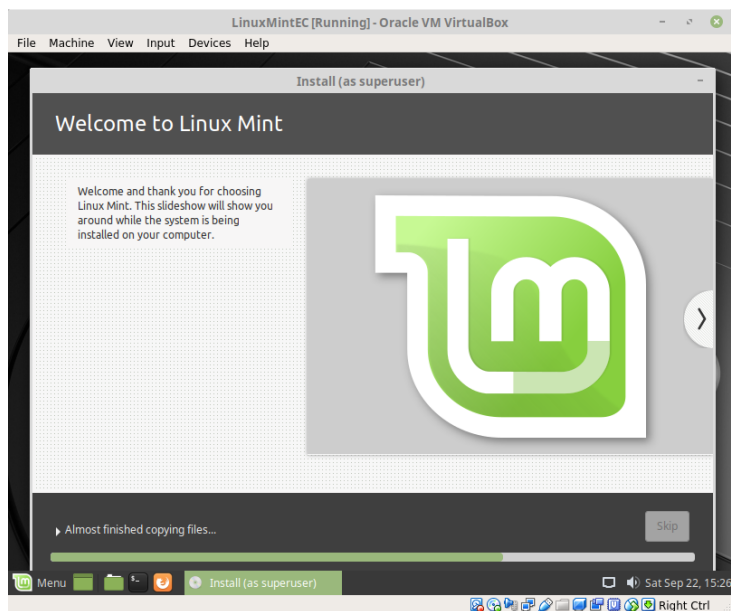 LinuxMintEC [Running] - Oracle VM VirtualBox
File Machine View Input Devices Help
Install (as superuser)
Welcome to Linux Mint
Welcome and thank you for choosing
Linux Mint. This slideshow will show you
around while the system is being
installed on your computer.
lm
Almost finished copying files...
Skip
Menu
Install (as superuser)
Sat Sep 22, 15:26
Right Ctrl